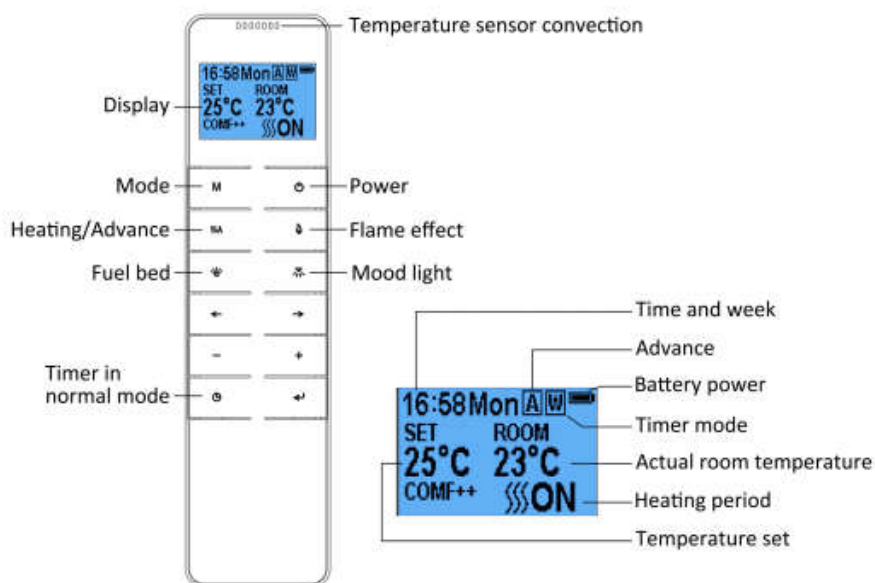 Temperature sensor convection
16:58Mon A W
SET ROOM
25°C 23°C
COMF++ ON
Display
Mode
M
Power
Heating/Advance
Flame effect
Fuel bed
Mood light
←
→
-
+
Timer in
normal mode
Time and week
Advance
Battery power
16:58Mon A W
Timer mode
SET ROOM
25°C 23°C
Actual room temperature
COMF++ ON
Heating period
Temperature set